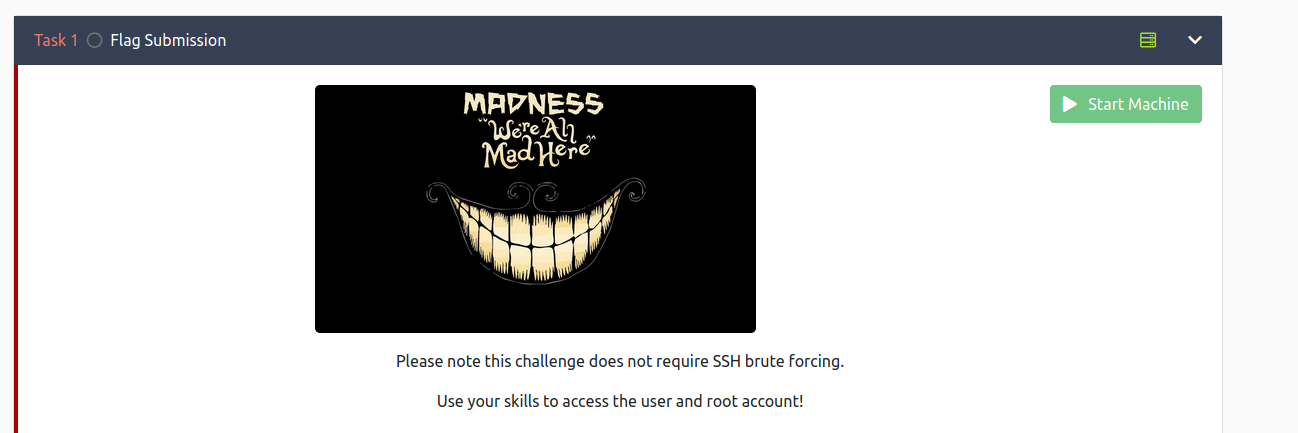 Task 1 Flag Submission
Start Machine
MADNESS
"We're All
Mad Here"
Please note this challenge does not require SSH brute forcing.
Use your skills to access the user and root account!